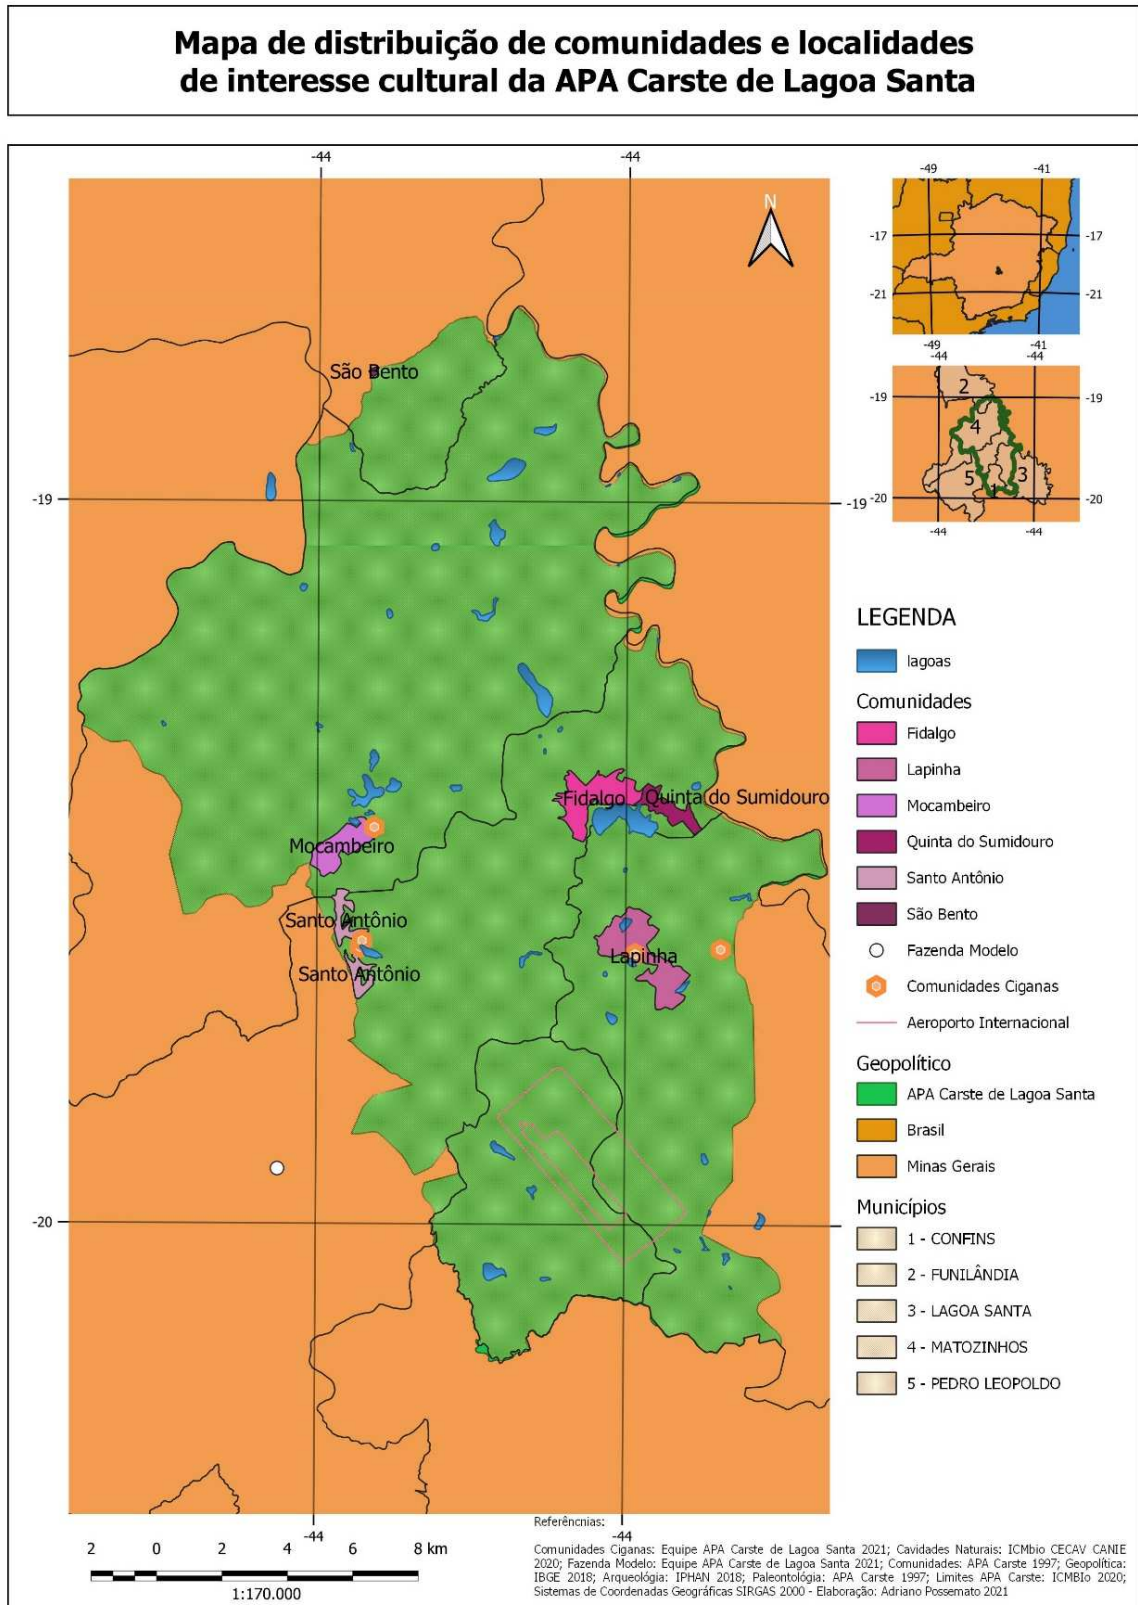 Mapa de distribuição de comunidades e localidades
de interesse cultural da APA Carste de Lagoa Santa
-44
-44
N
São Bento
-19
-19
Fidalgo
Quinta do Sumidouro
Mocambeiro
Santo Antônio
Santo Antônio
Lapinha
-20
-44
-44
-49
-41
-17
-17
-21
-21
-49
-41
-44
-44
2
-19
-19
4
5
3
1
-20
-20
-44
-44
LEGENDA
lagoas
Comunidades
Fidalgo
Lapinha
Mocambeiro
Quinta do Sumidouro
Santo Antônio
São Bento
Fazenda Modelo
Comunidades Ciganas
Aeroporto Internacional
Geopolítico
APA Carste de Lagoa Santa
Brasil
Minas Gerais
Municípios
1 - CONFINS
2 - FUNILÂNDIA
3 - LAGOA SANTA
4 - MATOZINHOS
5 - PEDRO LEOPOLDO
2 0 2 4 6 8 km
1:170.000
Referêncnias:
Comunidades Ciganas: Equipe APA Carste de Lagoa Santa 2021; Cavidades Naturais: ICMbio CECAV CANIE
2020; Fazenda Modelo: Equipe APA Carste de Lagoa Santa 2021; Comunidades: APA Carste 1997; Geopolítica:
IBGE 2018; Arqueológia: IPHAN 2018; Paleontológia: APA Carste 1997; Limites APA Carste: ICMBIo 2020;
Sistemas de Coordenadas Geográficas SIRGAS 2000 - Elaboração: Adriano Possemato 2021